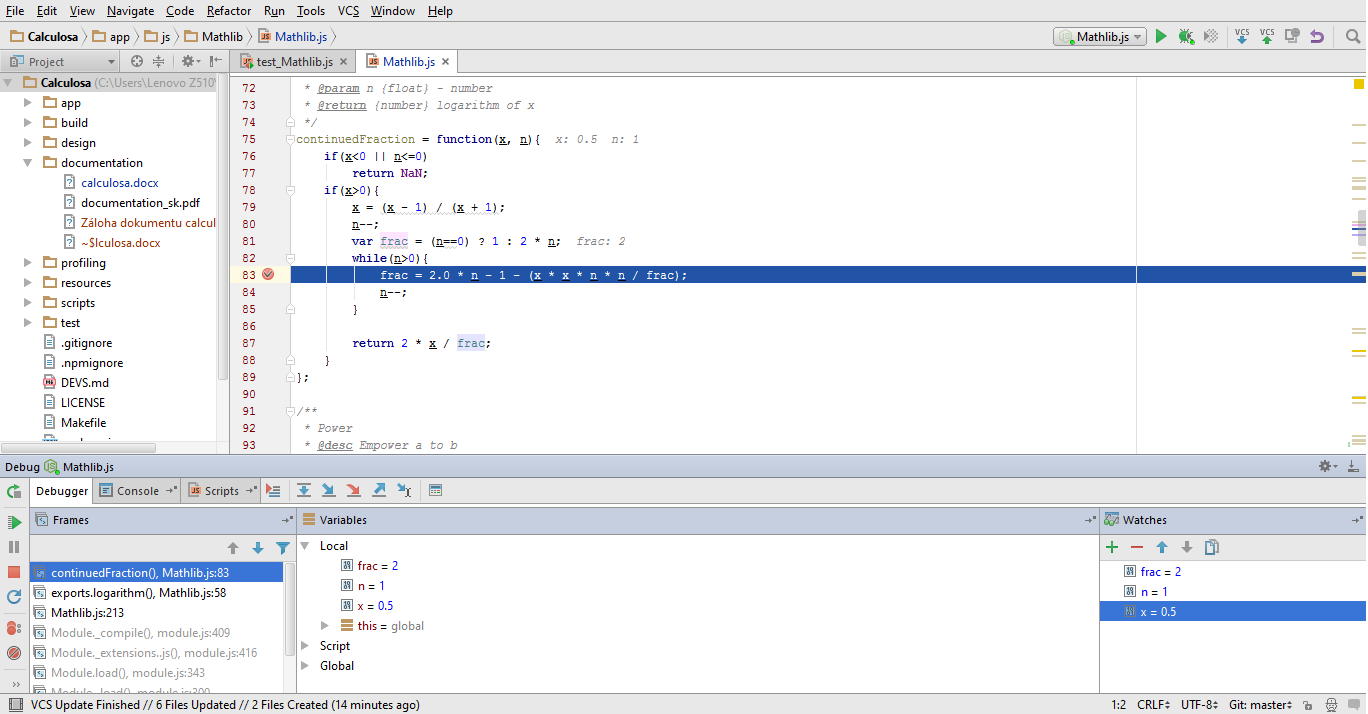 File Edit View Navigate Code Refactor Run Tools VCS Window Help
Calculosa app js Mathlib Mathlib.js
Mathlib.js VCS VCS
Project
test_Mathlib.js Mathlib.js
Calculosa (C:\Users\Lenovo Z510\
app
build
design
documentation
calculosa.docx
documentation_sk.pdf
Záloha dokumentu calcul
~$lculosa.docx
profiling
resources
scripts
test
.gitignore
.npmignore
DEVS.md
LICENSE
Makefile
72 * @param n {float} - number
73 * @return {number} logarithm of x
74 */
75 continuedFraction = function(x, n){ x: 0.5 n: 1
76 if(x<0 || n<=0)
77 return NaN;
78 if(x>0){
79 x = (x - 1) / (x + 1);
80 n--;
81 var frac = (n==0) ? 1 : 2 * n; frac: 2
82 while(n>0){
83 frac = 2.0 * n - 1 - (x * x * n * n / frac);
84 n--;
85 }
86
87 return 2 * x / frac;
88 }
89 };
90
91 /**
92 * Power
93 * @desc Empower a to b
Debug Mathlib.js
Debugger Console Scripts
Frames
continuedFraction(), Mathlib.js:83
exports.logarithm(), Mathlib.js:58
Mathlib.js:213
Module._compile(), module.js:409
Module._extensions..js(), module.js:416
Module.load(), module.js:343
Module._load(), module.js:300
Variables
Local
frac = 2
n = 1
x = 0.5
this = global
Script
Global
Watches
frac = 2
n = 1
x = 0.5
VCS Update Finished // 6 Files Updated // 2 Files Created (14 minutes ago) 1:2 CRLF UTF-8 Git: master